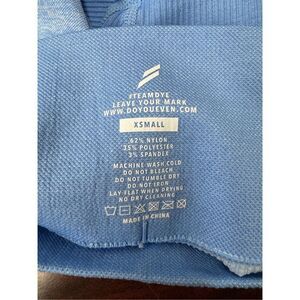 #TEAMDYE
LEAVE YOUR MARK
WWW.DOYOUEVEN.COM
XSMALL
62% NYLON
35% POLYESTER
3% SPANDEX
MACHINE WASH COLD
DO NOT BLEACH
DO NOT TUMBLE DRY
DO NOT IRON
LAY FLAT WHEN DRYING
NO DRY CLEANING
MADE IN CHINA